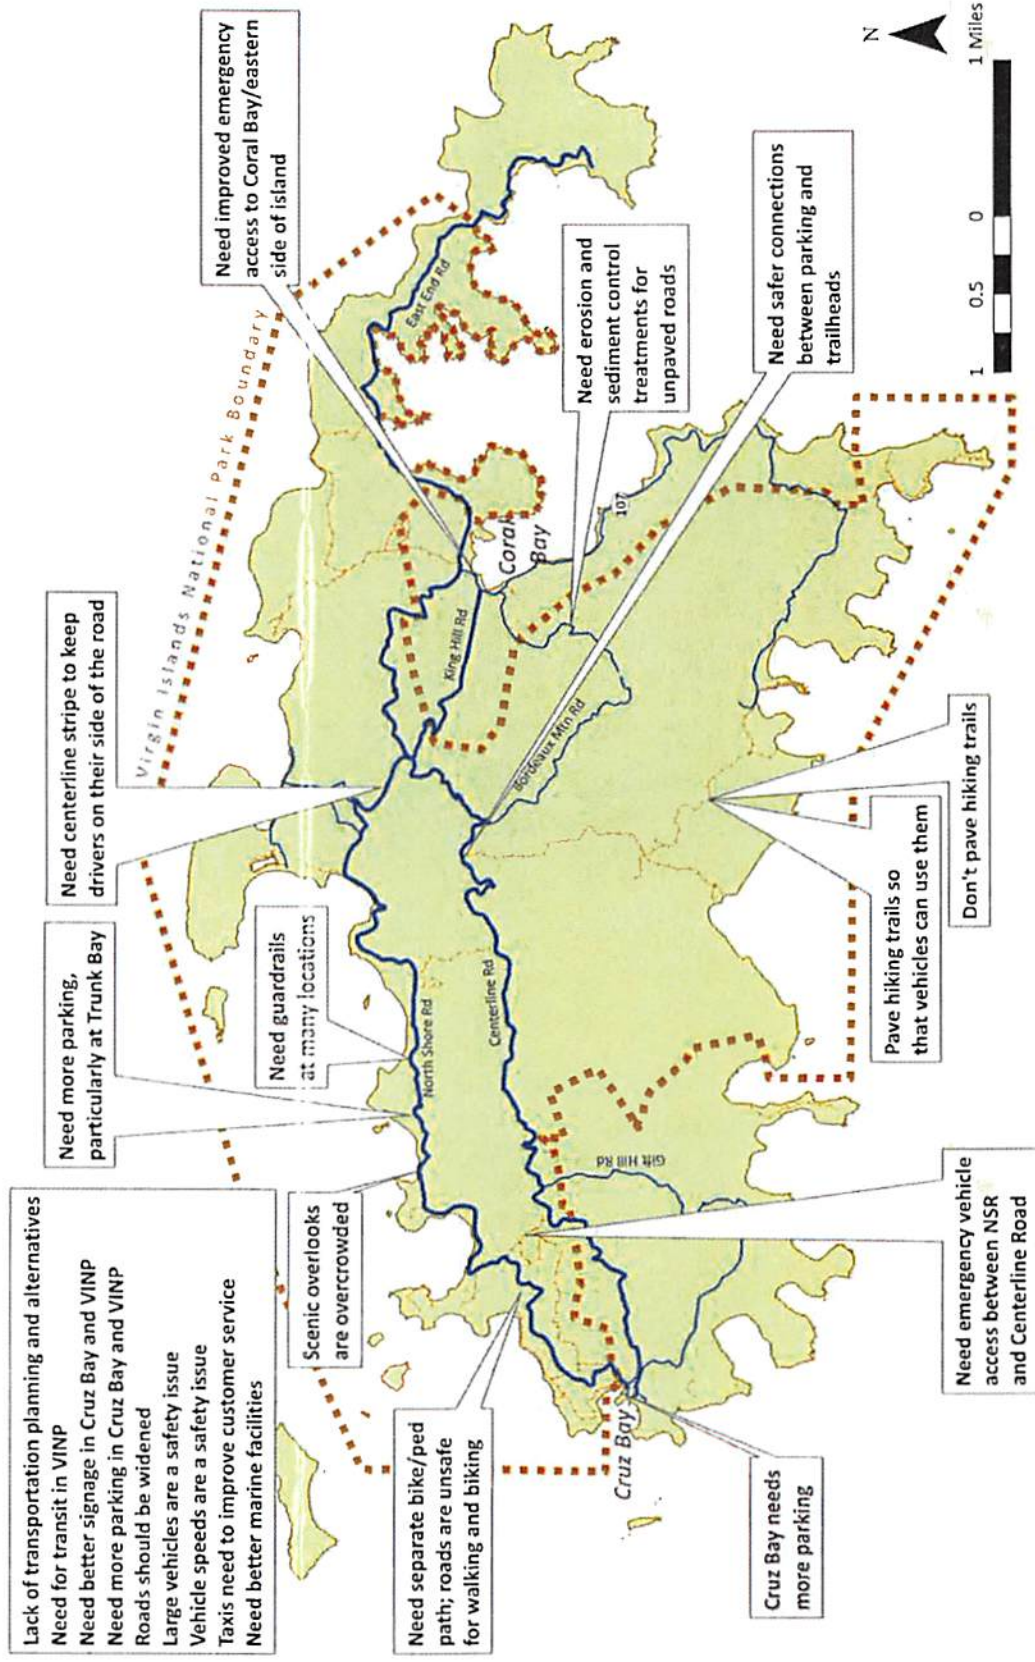 Lack of transportation planning and alternatives
Need for transit in VINP
Need better signage in Cruz Bay and VINP
Need more parking in Cruz Bay and VINP
Roads should be widened
Large vehicles are a safety issue
Vehicle speeds are a safety issue
Taxis need to improve customer service
Need better marine facilities
Need more parking,
particularly at Trunk Bay
Need centerline stripe to keep
drivers on their side of the road
Virgin Islands National Park Boundary
Need improved emergency
access to Coral Bay/eastern
side of island
Scenic overlooks
are overcrowded
Need guardrails
at many locations
North Shore Rd
Centerline Rd
King Hill Rd
East End Rd
Coral
Bay
107
Bordeaux Mtn Rd
Gift Hill Rd
Need separate bike/ped
path; roads are unsafe
for walking and biking
Cruz Bay
Cruz Bay needs
more parking
Need emergency vehicle
access between NSR
and Centerline Road
Pave hiking trails so
that vehicles can use them
Don't pave hiking trails
Need erosion and
sediment control
treatments for
unpaved roads
Need safer connections
between parking and
trailheads
N
1 0.5 0 1 Miles